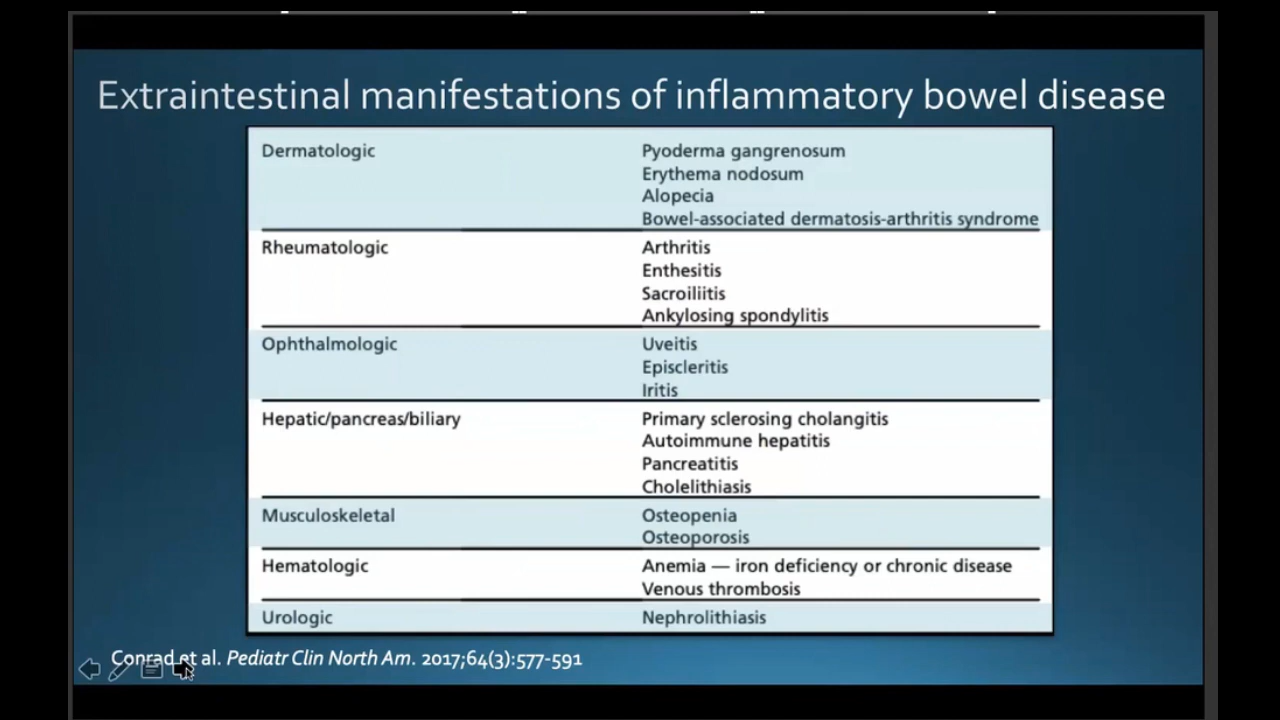 Extraintestinal manifestations of inflammatory bowel disease
Dermatologic Pyoderma gangrenosum
Erythema nodosum
Alopecia
Bowel-associated dermatosis-arthritis syndrome
Rheumatologic Arthritis
Enthesitis
Sacroiliitis
Ankylosing spondylitis
Ophthalmologic Uveitis
Episcleritis
Iritis
Hepatic/pancreas/biliary Primary sclerosing cholangitis
Autoimmune hepatitis
Pancreatitis
Cholelithiasis
Musculoskeletal Osteopenia
Osteoporosis
Hematologic Anemia — iron deficiency or chronic disease
Venous thrombosis
Urologic Nephrolithiasis
Conrad et al. Pediatr Clin North Am. 2017;64(3):577-591